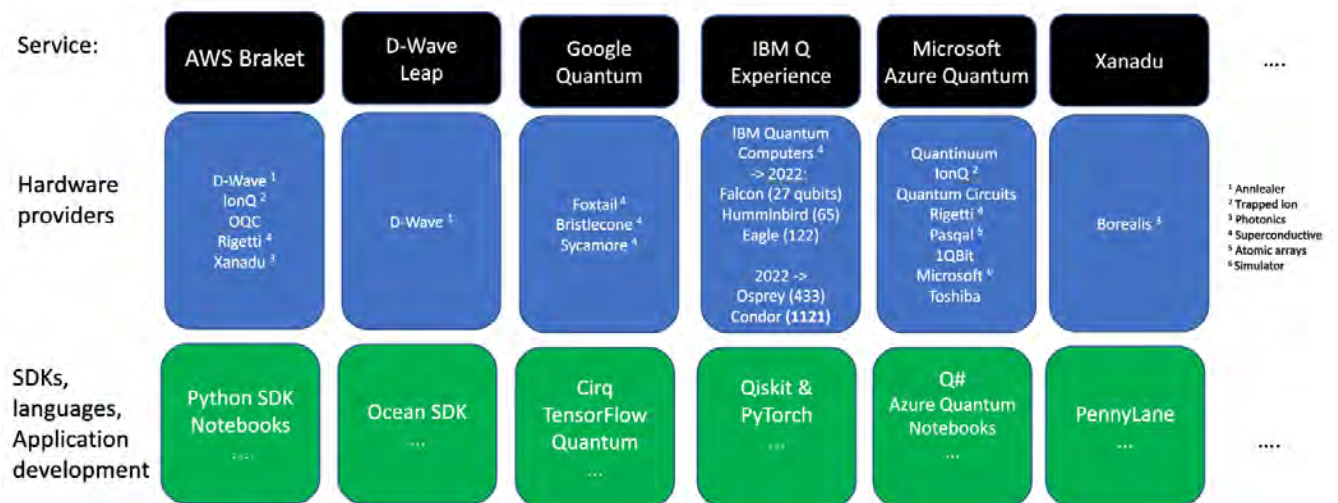 Service:
AWS Braket
D-Wave
Leap
Google
Quantum
IBM Q
Experience
Microsoft
Azure Quantum
Xanadu
....
Hardware
providers
D-Wave ¹
IonQ ²
OQC
Rigetti ⁴
Xanadu ³
D-Wave ¹
Foxtail ⁴
Bristlecone ⁴
Sycamore ⁴
IBM Quantum
Computers ⁴
-> 2022:
Falcon (27 qubits)
Humminbird (65)
Eagle (122)
2022 ->
Osprey (433)
Condor (1121)
Quantinuum
IonQ ²
Quantum Circuits
Rigetti ⁴
Pasqal ⁵
1QBit
Microsoft ⁶
Toshiba
Borealis ³
¹ Annlealer
² Trapped Ion
³ Photonics
⁴ Superconductive
⁵ Atomic arrays
⁶ Simulator
SDKs,
languages,
Application
development
Python SDK
Notebooks
....
Ocean SDK
...
Cirq
TensorFlow
Quantum
...
Qiskit &
PyTorch
...
Q#
Azure Quantum
Notebooks
...
PennyLane
...
....